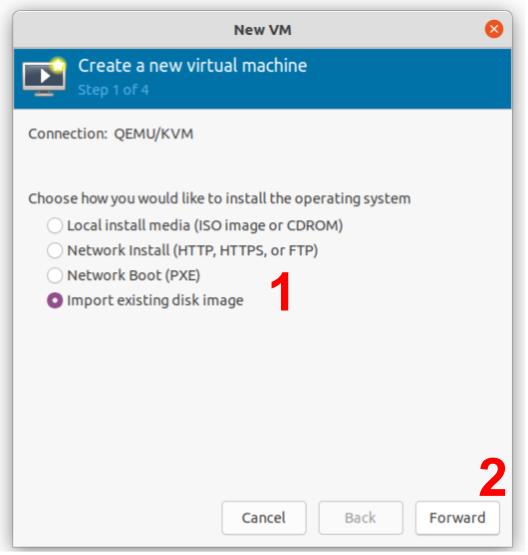 New VM
Create a new virtual machine
Step 1 of 4
Connection: QEMU/KVM
Choose how you would like to install the operating system
Local install media (ISO image or CDROM)
Network Install (HTTP, HTTPS, or FTP)
Network Boot (PXE)
Import existing disk image
1
2
Cancel Back Forward